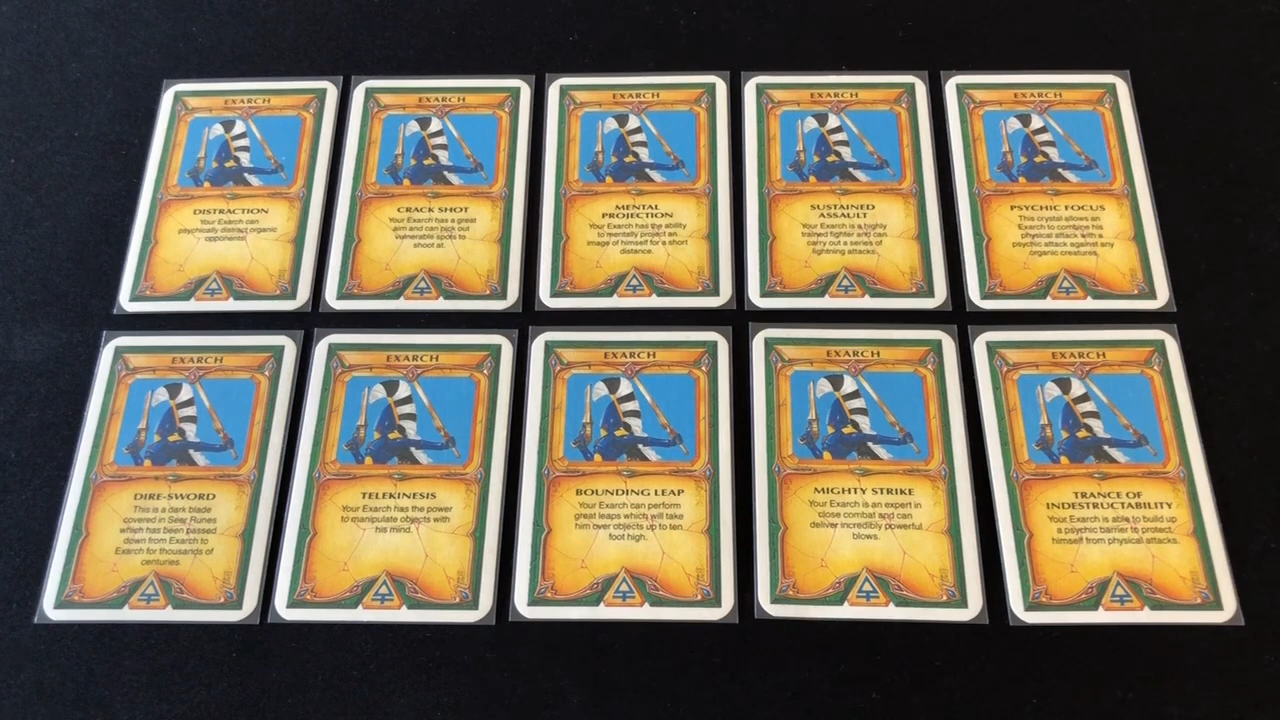 EXARCH
DISTRACTION
Your Exarch can
psychically distract organic
opponents.
EXARCH
CRACK SHOT
Your Exarch has a great
aim and can pick out
vulnerable spots to
shoot at.
EXARCH
MENTAL
PROJECTION
Your Exarch has the ability
to mentally project an
image of himself for a short
distance.
EXARCH
SUSTAINED
ASSAULT
Your Exarch is a highly
trained fighter and can
carry out a series of
lightning attacks.
EXARCH
PSYCHIC FOCUS
This crystal allows an
Exarch to combine his
physical attack with a
psychic attack against any
organic creatures.
EXARCH
DIRE-SWORD
This is a dark blade
covered in Seer Runes
which has been passed
down from Exarch to
Exarch for thousands of
centuries.
EXARCH
TELEKINESIS
Your Exarch has the power
to manipulate objects with
his mind.
EXARCH
BOUNDING LEAP
Your Exarch can perform
great leaps which will take
him over objects up to ten
foot high.
EXARCH
MIGHTY STRIKE
Your Exarch is an expert in
close combat and can
deliver incredibly powerful
blows.
EXARCH
TRANCE OF
INDESTRUCTABILITY
Your Exarch is able to build up
a psychic barrier to protect
himself from physical attacks.